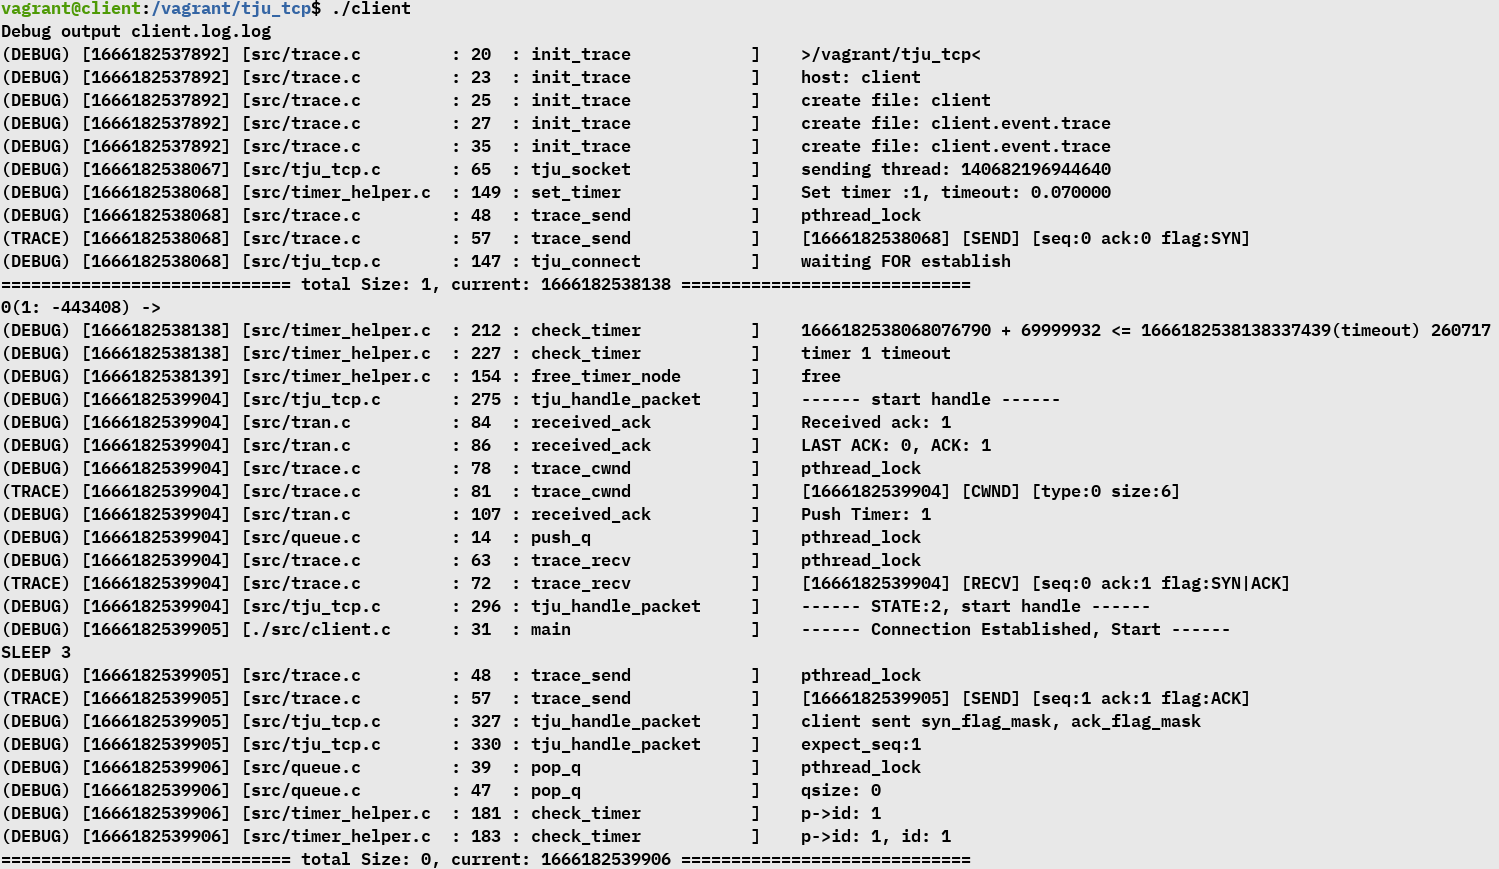 vagrant@client:/vagrant/tju_tcp$ ./client
Debug output client.log.log
(DEBUG) [1666182537892] [src/trace.c         : 20  : init_trace            ]    >/vagrant/tju_tcp<
(DEBUG) [1666182537892] [src/trace.c         : 23  : init_trace            ]    host: client
(DEBUG) [1666182537892] [src/trace.c         : 25  : init_trace            ]    create file: client
(DEBUG) [1666182537892] [src/trace.c         : 27  : init_trace            ]    create file: client.event.trace
(DEBUG) [1666182537892] [src/trace.c         : 35  : init_trace            ]    create file: client.event.trace
(DEBUG) [1666182538067] [src/tju_tcp.c       : 65  : tju_socket            ]    sending thread: 140682196944640
(DEBUG) [1666182538068] [src/timer_helper.c  : 149 : set_timer             ]    Set timer :1, timeout: 0.070000
(DEBUG) [1666182538068] [src/trace.c         : 48  : trace_send            ]    pthread_lock
(TRACE) [1666182538068] [src/trace.c         : 57  : trace_send            ]    [1666182538068] [SEND] [seq:0 ack:0 flag:SYN]
(DEBUG) [1666182538068] [src/tju_tcp.c       : 147 : tju_connect           ]    waiting FOR establish
============================= total Size: 1, current: 1666182538138 =============================
0(1: -443408) ->
(DEBUG) [1666182538138] [src/timer_helper.c  : 212 : check_timer           ]    1666182538068076790 + 69999932 <= 1666182538138337439(timeout) 260717
(DEBUG) [1666182538138] [src/timer_helper.c  : 227 : check_timer           ]    timer 1 timeout
(DEBUG) [1666182538139] [src/timer_helper.c  : 154 : free_timer_node       ]    free
(DEBUG) [1666182539904] [src/tju_tcp.c       : 275 : tju_handle_packet     ]    ------ start handle ------
(DEBUG) [1666182539904] [src/tran.c          : 84  : received_ack          ]    Received ack: 1
(DEBUG) [1666182539904] [src/tran.c          : 86  : received_ack          ]    LAST ACK: 0, ACK: 1
(DEBUG) [1666182539904] [src/trace.c         : 78  : trace_cwnd            ]    pthread_lock
(TRACE) [1666182539904] [src/trace.c         : 81  : trace_cwnd            ]    [1666182539904] [CWND] [type:0 size:6]
(DEBUG) [1666182539904] [src/tran.c          : 107 : received_ack          ]    Push Timer: 1
(DEBUG) [1666182539904] [src/queue.c         : 14  : push_q                ]    pthread_lock
(DEBUG) [1666182539904] [src/trace.c         : 63  : trace_recv            ]    pthread_lock
(TRACE) [1666182539904] [src/trace.c         : 72  : trace_recv            ]    [1666182539904] [RECV] [seq:0 ack:1 flag:SYN|ACK]
(DEBUG) [1666182539904] [src/tju_tcp.c       : 296 : tju_handle_packet     ]    ------ STATE:2, start handle ------
(DEBUG) [1666182539905] [./src/client.c      : 31  : main                  ]    ------ Connection Established, Start ------
SLEEP 3
(DEBUG) [1666182539905] [src/trace.c         : 48  : trace_send            ]    pthread_lock
(TRACE) [1666182539905] [src/trace.c         : 57  : trace_send            ]    [1666182539905] [SEND] [seq:1 ack:1 flag:ACK]
(DEBUG) [1666182539905] [src/tju_tcp.c       : 327 : tju_handle_packet     ]    client sent syn_flag_mask, ack_flag_mask
(DEBUG) [1666182539905] [src/tju_tcp.c       : 330 : tju_handle_packet     ]    expect_seq:1
(DEBUG) [1666182539906] [src/queue.c         : 39  : pop_q                 ]    pthread_lock
(DEBUG) [1666182539906] [src/queue.c         : 47  : pop_q                 ]    qsize: 0
(DEBUG) [1666182539906] [src/timer_helper.c  : 181 : check_timer           ]    p->id: 1
(DEBUG) [1666182539906] [src/timer_helper.c  : 183 : check_timer           ]    p->id: 1, id: 1
============================= total Size: 0, current: 1666182539906 =============================